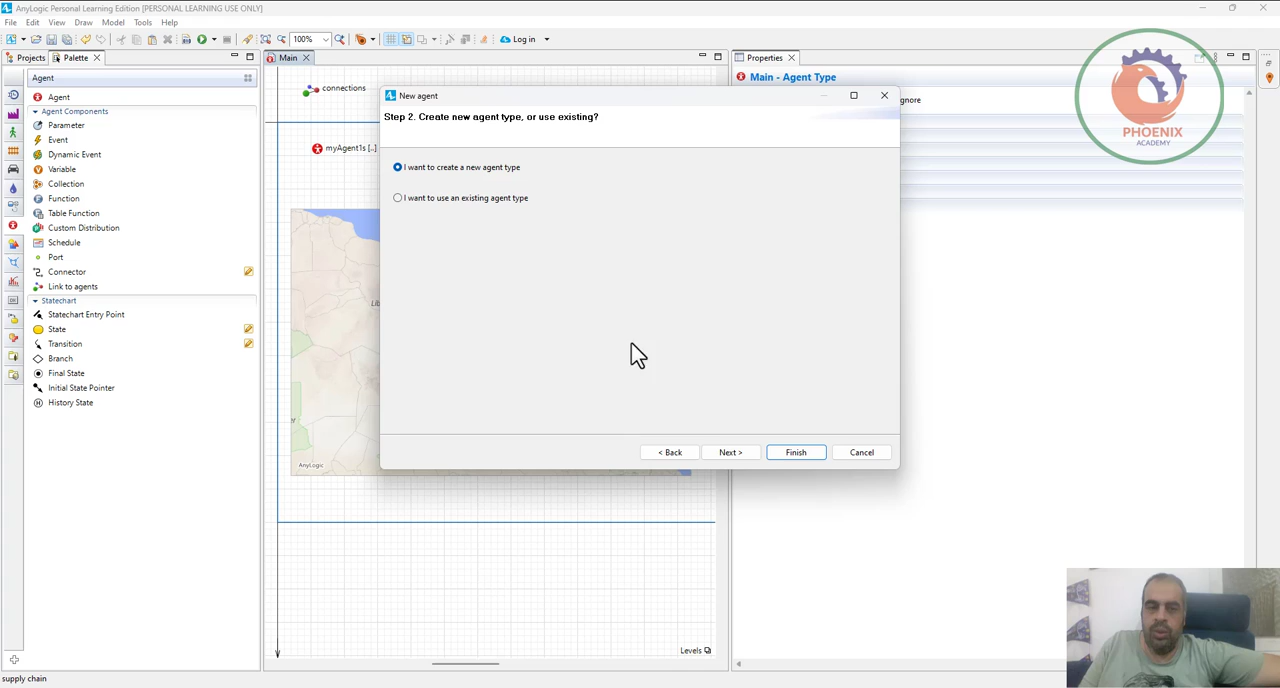 AnyLogic Personal Learning Edition [PERSONAL LEARNING USE ONLY]
File Edit View Draw Model Tools Help
100%
Log in
Projects
Palette
Main
Properties
Agent
Agent
Agent Components
Parameter
Event
Dynamic Event
Variable
Collection
Function
Table Function
Custom Distribution
Schedule
Port
Connector
Link to agents
Statechart
Statechart Entry Point
State
Transition
Branch
Final State
Initial State Pointer
History State
connections
myAgent1s [..]
AnyLogic
Levels
New agent
Step 2. Create new agent type, or use existing?
I want to create a new agent type
I want to use an existing agent type
< Back
Next >
Finish
Cancel
Main - Agent Type
gnore
PHOENIX
ACADEMY
supply chain